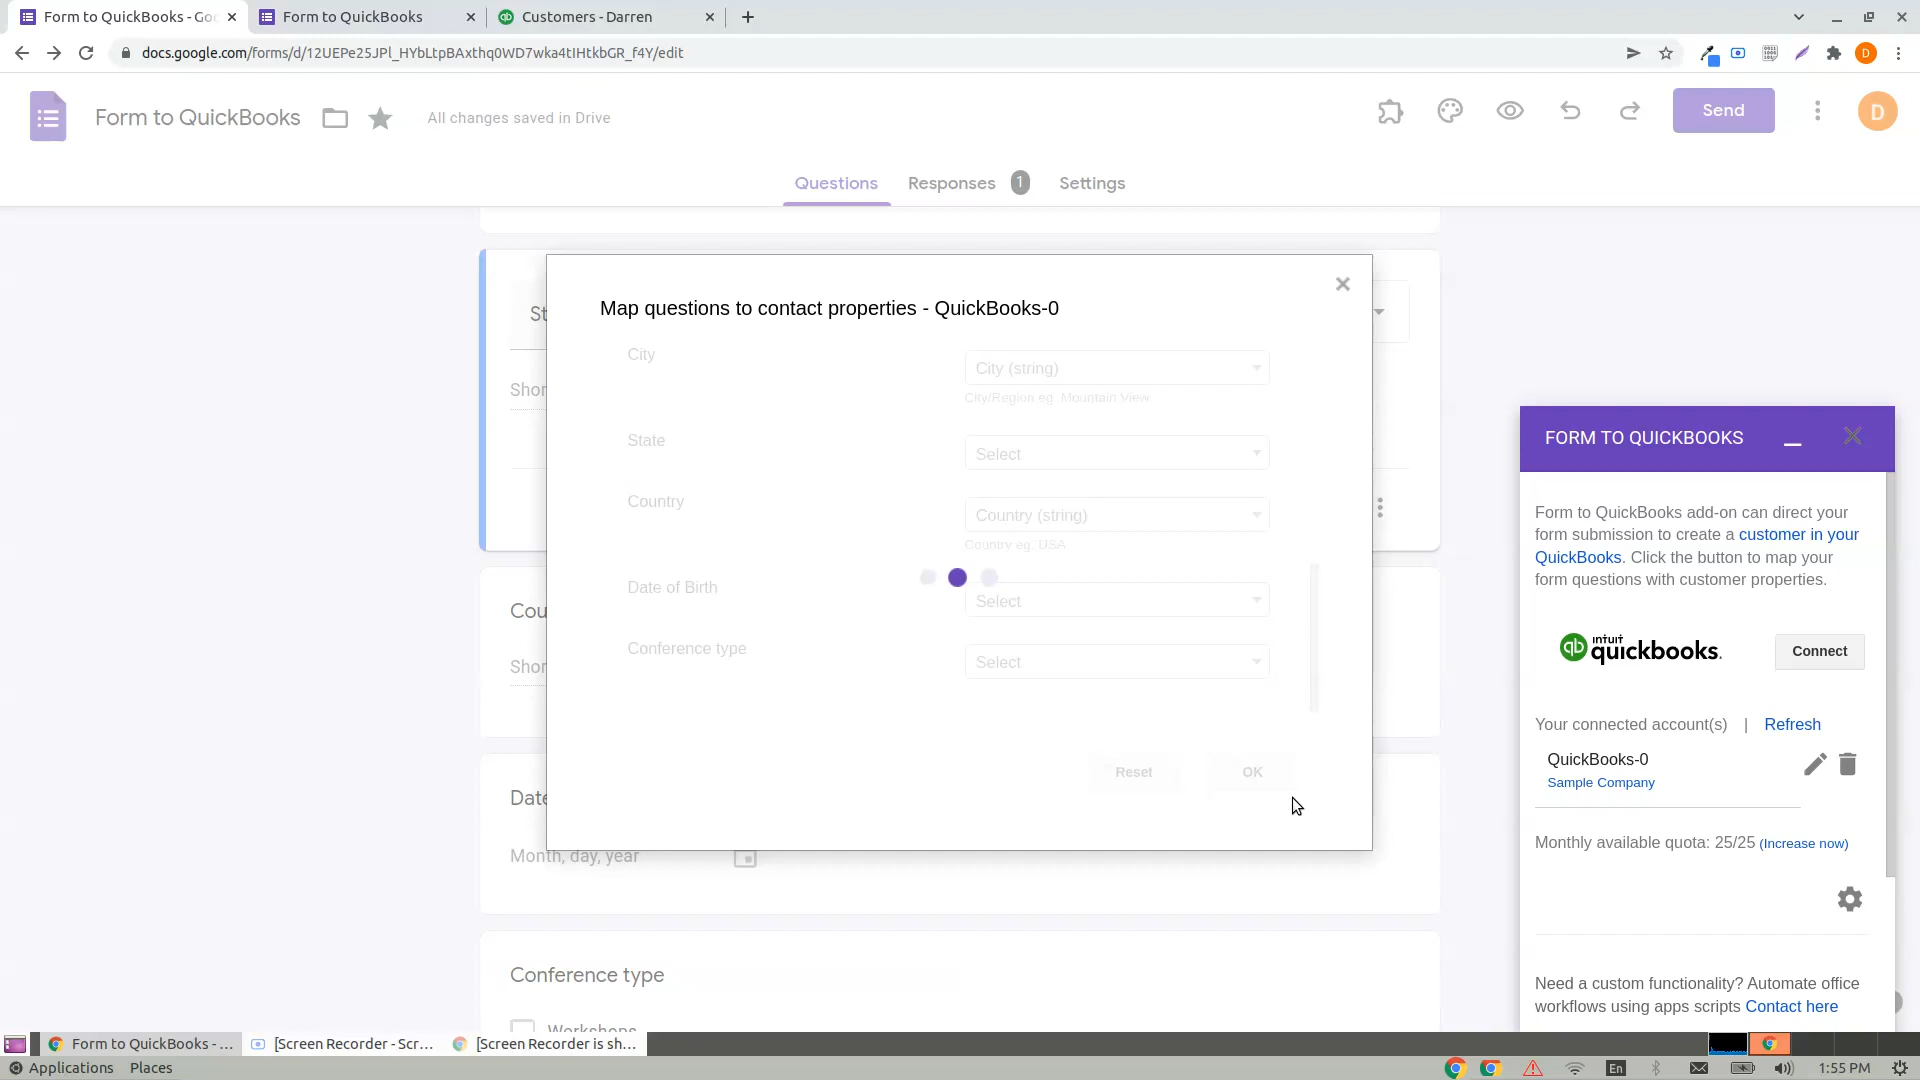 Form to QuickBooks - Goo
Form to QuickBooks
Customers - Darren
docs.google.com/forms/d/12UEPe25JPl_HYbLtpBAxthq0WD7wka4tIHtkbGR_f4Y/edit
D
Form to QuickBooks
All changes saved in Drive
Send
D
Questions
Responses
1
Settings
St
Shor
Cou
Shor
Date
Month, day, year
Conference type
Workshops
Map questions to contact properties - QuickBooks-0
City
City (string)
City/Region eg. Mountain View
State
Select
Country
Country (string)
Country eg. USA
Date of Birth
Select
Conference type
Select
Reset
OK
FORM TO QUICKBOOKS
Form to QuickBooks add-on can direct your
form submission to create a customer in your
QuickBooks. Click the button to map your
form questions with customer properties.
qb
intuit
quickbooks.
Connect
Your connected account(s) | Refresh
QuickBooks-0
Sample Company
Monthly available quota: 25/25 (Increase now)
Need a custom functionality? Automate office
workflows using apps scripts Contact here
Form to QuickBooks - ...
[Screen Recorder - Scr...
[Screen Recorder is sh...
Applications
Places
En
1:55 PM